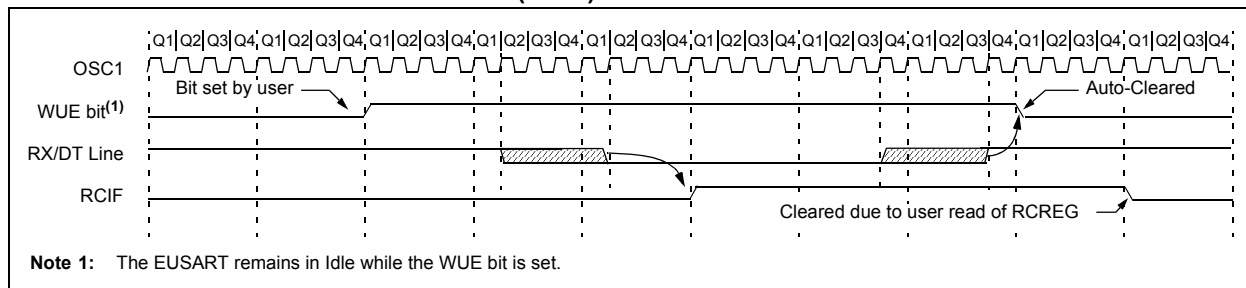 Q1 Q2 Q3 Q4 Q1 Q2 Q3 Q4 Q1 Q2 Q3 Q4 Q1 Q2 Q3 Q4 Q1 Q2 Q3 Q4 Q1 Q2 Q3 Q4 Q1 Q2 Q3 Q4 Q1 Q2 Q3 Q4 Q1 Q2 Q3 Q4 Q1 Q2 Q3 Q4
OSC1
Bit set by user
Auto-Cleared
WUE bit(1)
RX/DT Line
RCIF
Cleared due to user read of RCREG
Note 1: The EUSART remains in Idle while the WUE bit is set.